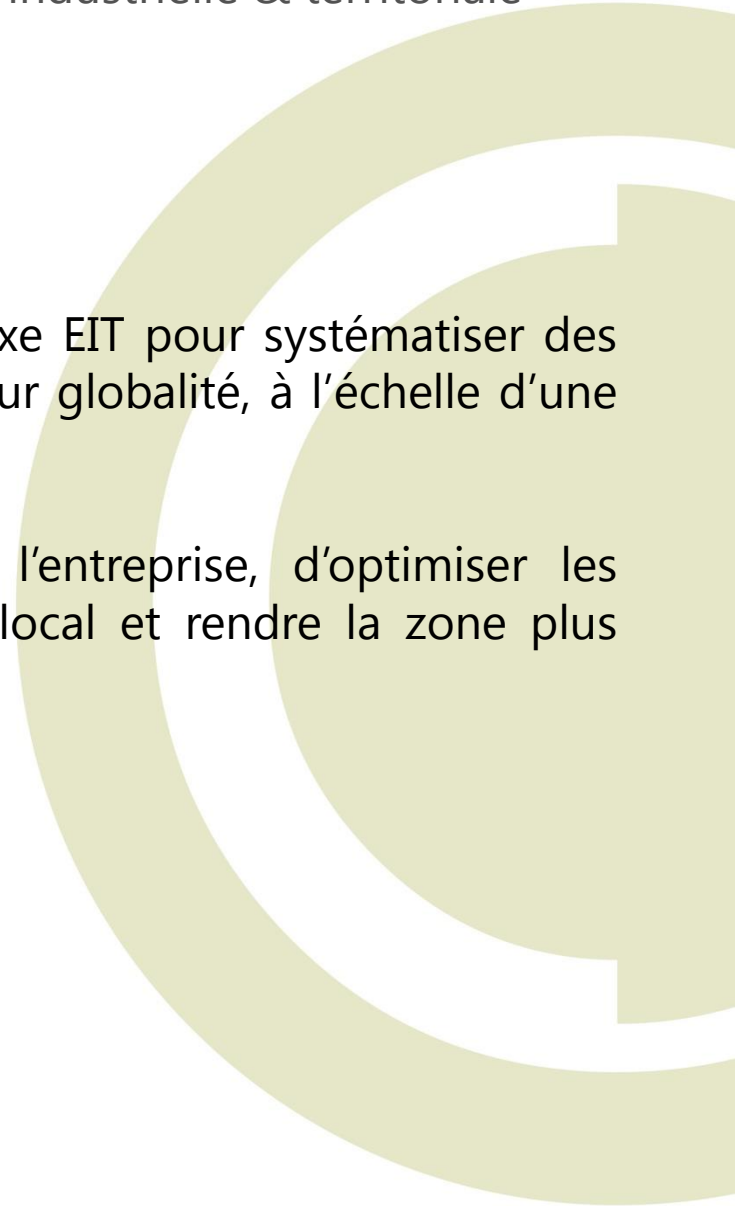 industrielle & territoriale
xe EIT pour systématiser des
ur globalité, à l’échelle d’une
l’entreprise, d’optimiser les
local et rendre la zone plus